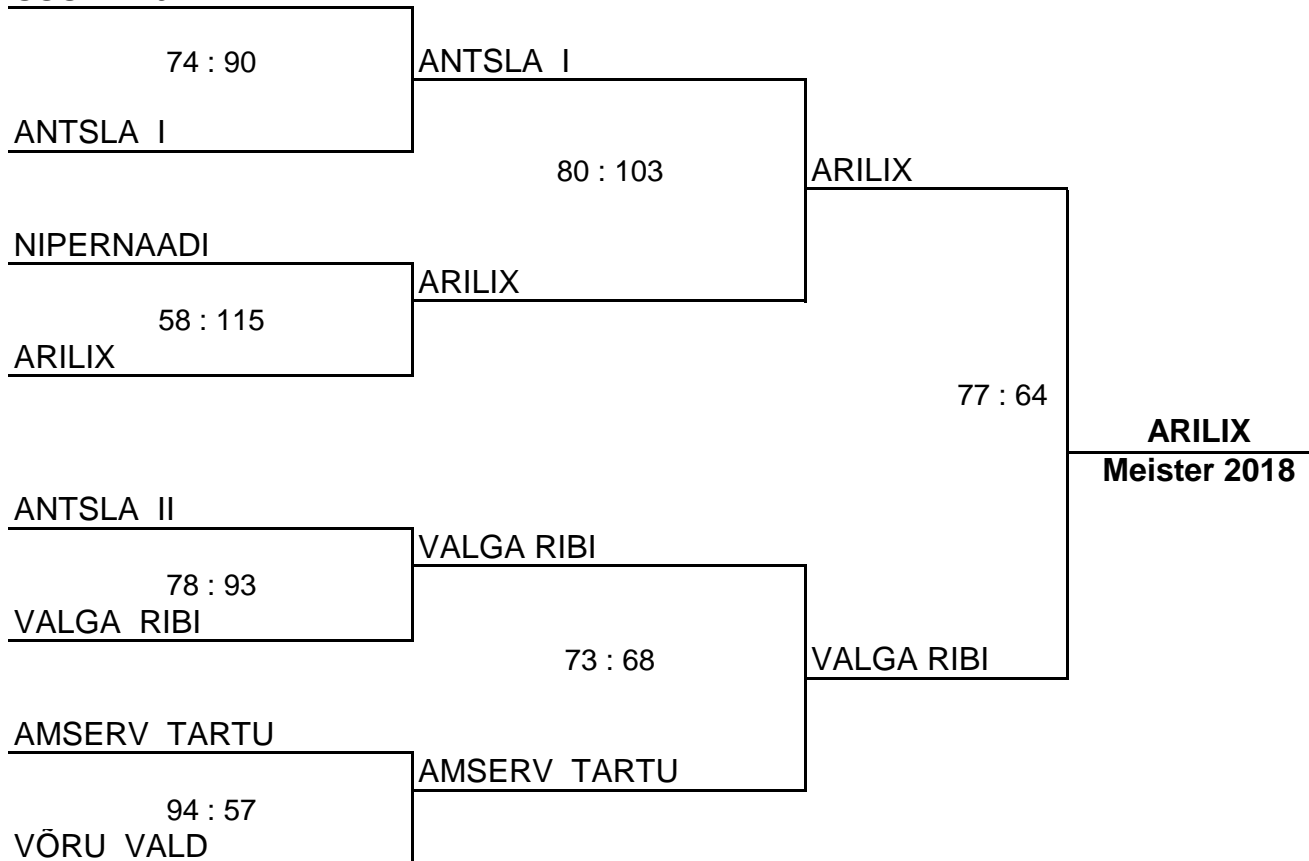 74 : 90
ANTSLA I
ANTSLA I
80 : 103
ARILIX
NIPERNAADI
ARILIX
58 : 115
ARILIX
77 : 64
ARILIX
Meister 2018
ANTSLA II
VALGA RIBI
78 : 93
VALGA RIBI
73 : 68
VALGA RIBI
AMSERV TARTU
AMSERV TARTU
94 : 57
VÕRU VALD